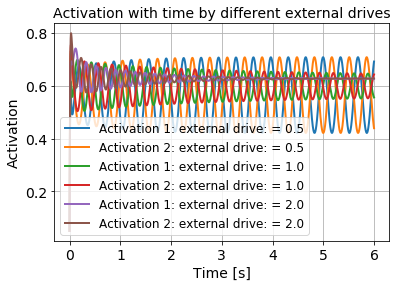 Activation with time by different external drives
0.8
0.6
0.4
0.2
Activation
Activation 1: external drive: = 0.5
Activation 2: external drive: = 0.5
Activation 1: external drive: = 1.0
Activation 2: external drive: = 1.0
Activation 1: external drive: = 2.0
Activation 2: external drive: = 2.0
0 1 2 3 4 5 6
Time [s]